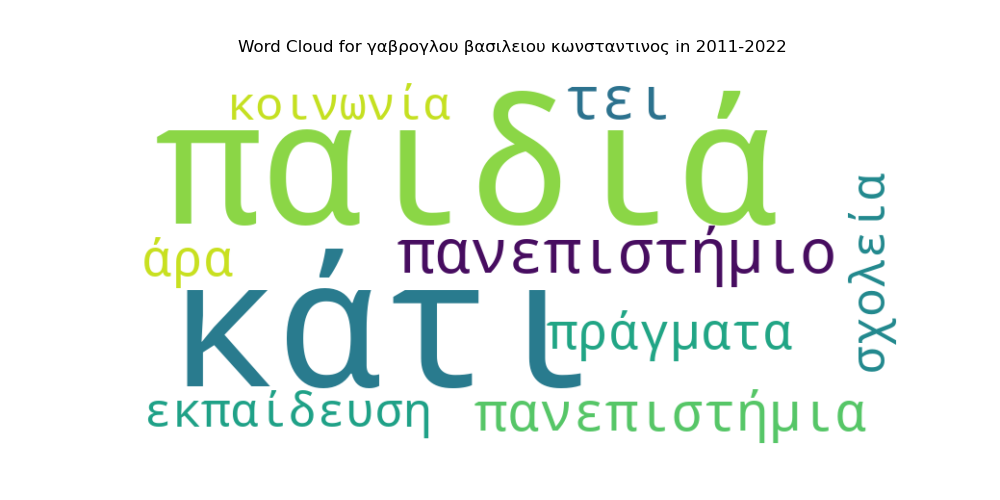 Word Cloud for γαβρογλου βασιλειου κωνσταντινος in 2011-2022
κοινωνία
τει
παιδιά
σχολεία
άρα
πανεπιστήμιο
κάτι
πράγματα
εκπαίδευση
πανεπιστήμια